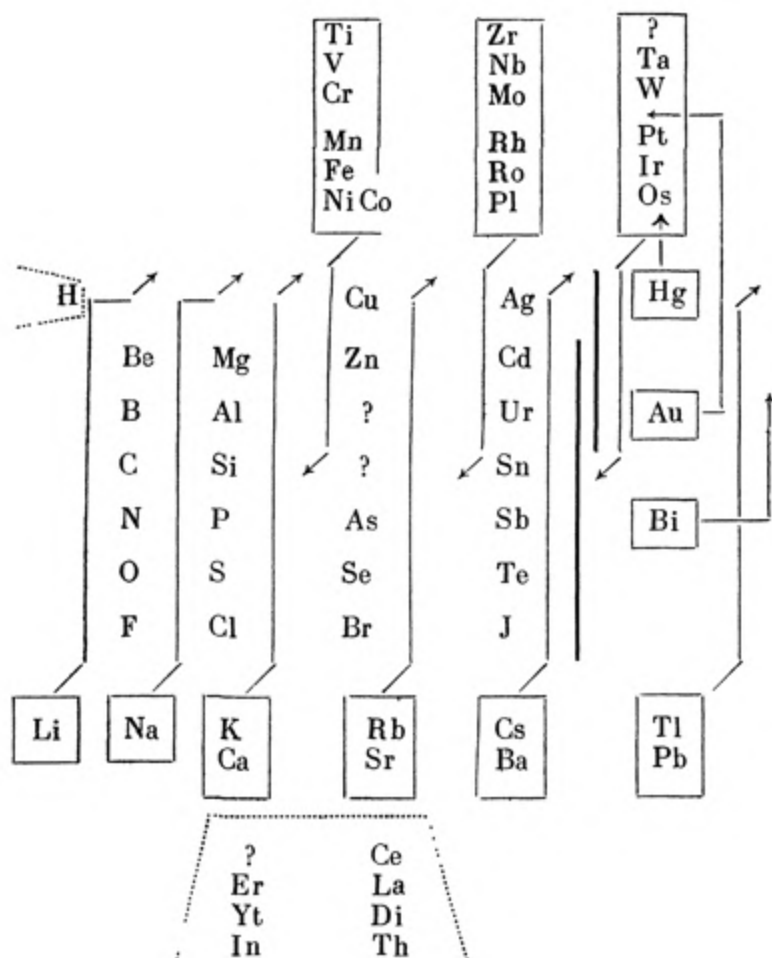 Ti Zr ?
V Nb Ta
Cr Mo W
Mn Rh Pt
Fe Ro Ir
Ni Co Pl Os
H Cu Ag Hg
Be Mg Zn Cd
B Al ? Ur Au
C Si ? Sn
N P As Sb Bi
O S Se Te
F Cl Br J
Li Na K Rb Cs Tl
Ca Sr Ba Pb
? Ce
Er La
Yt Di
In Th